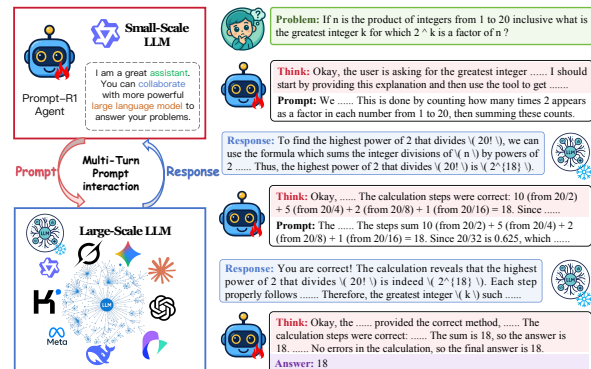 Small-Scale
LLM
I am a great assistant.
You can collaborate
with more powerful
large language model to
answer your problems.
Prompt-R1
Agent
Prompt
Multi-Turn
Prompt
interaction
Response
Large-Scale LLM
LLM
Meta
Problem: If n is the product of integers from 1 to 20 inclusive what is
the greatest integer k for which 2 ^ k is a factor of n ?
Think: Okay, the user is asking for the greatest integer ...... I should
start by providing this explanation and then use the tool to get ......
Prompt: We ...... This is done by counting how many times 2 appears
as a factor in each number from 1 to 20, then summing these counts.
Response: To find the highest power of 2 that divides \( 20! \), we can
use the formula which sums the integer divisions of \( n \) by powers of
2 ...... Thus, the highest power of 2 that divides \( 20! \) is \( 2^{18} \).
Think: Okay, ...... The calculation steps were correct: 10 (from 20/2)
+ 5 (from 20/4) + 2 (from 20/8) + 1 (from 20/16) = 18. Since ......
Prompt: The ...... The steps sum 10 (from 20/2) + 5 (from 20/4) + 2
(from 20/8) + 1 (from 20/16) = 18. Since 20/32 is 0.625, which ......
Response: You are correct! The calculation reveals that the highest
power of 2 that divides \( 20! \) is indeed \( 2^{18} \). Each step
properly follows ...... Therefore, the greatest integer \( k \) such ......
Think: Okay, the ...... provided the correct method, ...... The
calculation steps were correct: ...... The sum is 18, so the answer is
18. ...... No errors in the calculation, so the final answer is 18.
Answer: 18